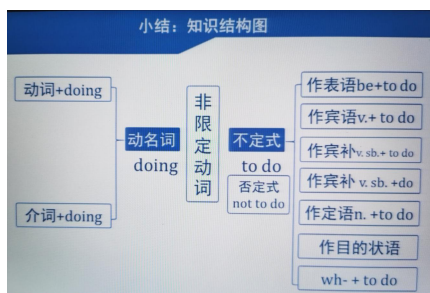 小结：知识结构图
动词+doing
介词+doing
动名词
doing
非限定动词
不定式
to do
否定式
not to do
作表语be+to do
作宾语v.+ to do
作宾补v. sb.+ to do
作宾补 v. sb. +do
作定语n. +to do
作目的状语
wh- + to do